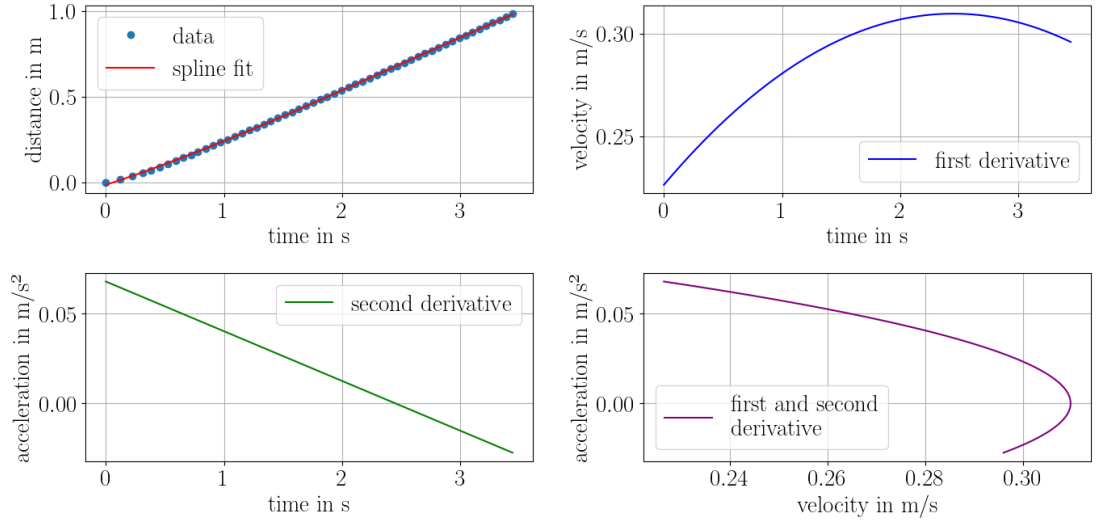 distance in m
1.0
0.5
0.0
data
spline fit
0
1
2
3
time in s
velocity in m/s
0.30
0.25
first derivative
0
1
2
3
time in s
acceleration in m/s²
0.05
0.00
second derivative
0
1
2
3
time in s
acceleration in m/s²
0.05
0.00
first and second
derivative
0.24
0.26
0.28
0.30
velocity in m/s